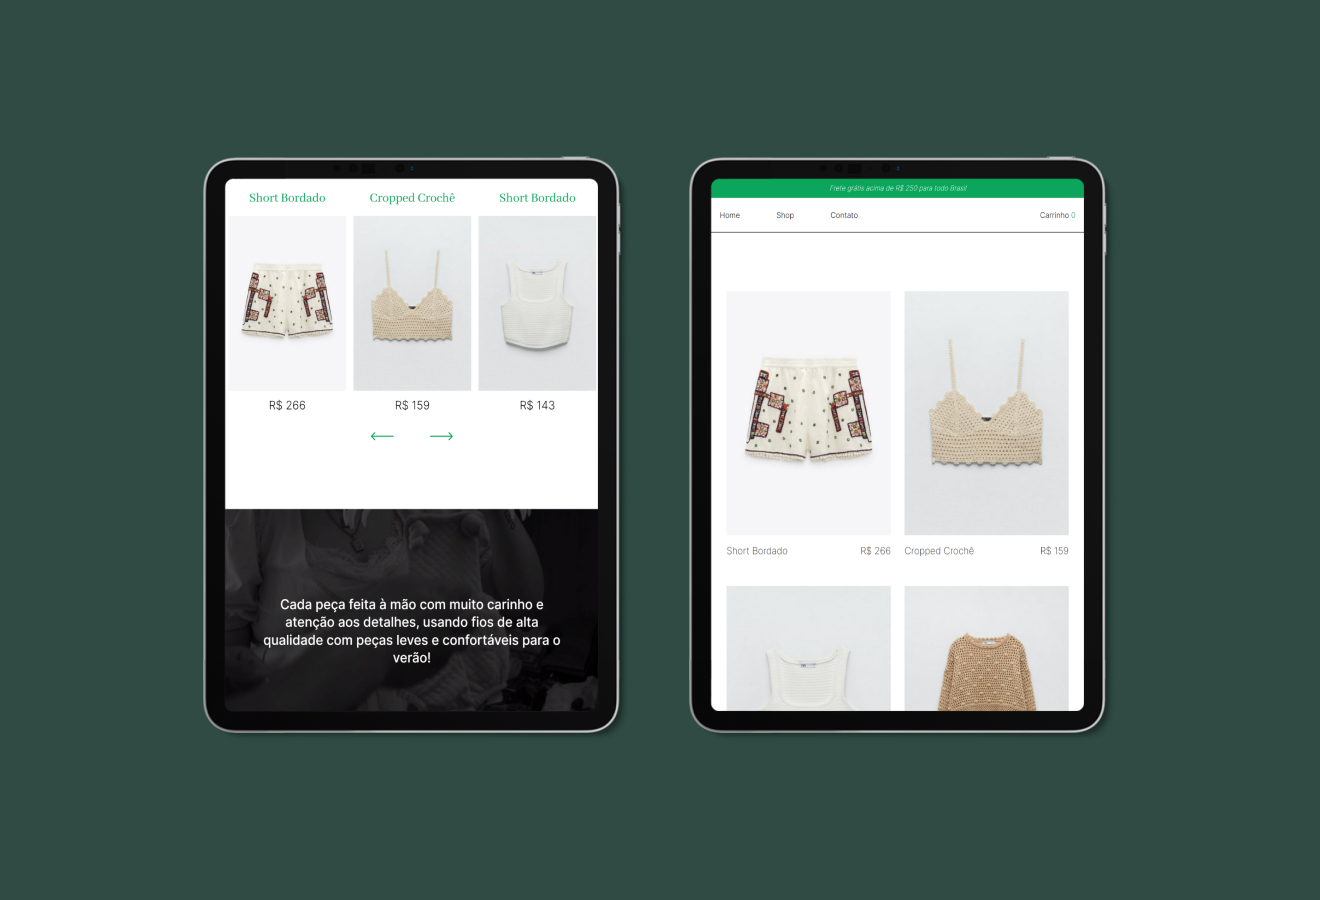 Short Bordado
Cropped Crochê
Short Bordado
R$ 266
R$ 159
R$ 143
Cada peça feita à mão com muito carinho e
atenção aos detalhes, usando fios de alta
qualidade com peças leves e confortáveis para o
verão!
Frete grátis acima de R$ 250 para todo Brasil
Home Shop Contato Carrinho 0
Short Bordado R$ 266
Cropped Crochê R$ 159